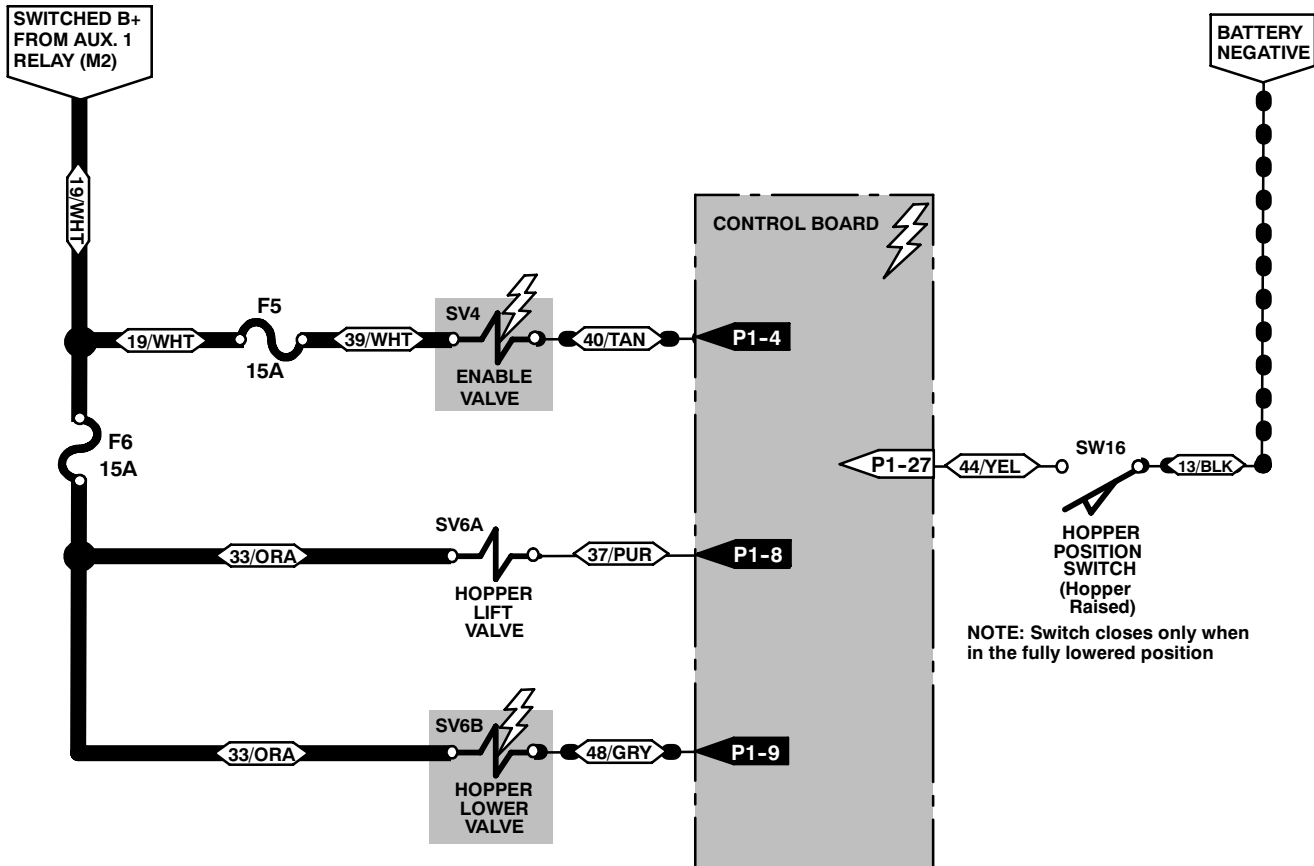 SWITCHED B+
FROM AUX. 1
RELAY (M2)
BATTERY
NEGATIVE
19/WHT
CONTROL BOARD
F5
19/WHT
39/WHT
15A
SV4
ENABLE
VALVE
40/TAN
P1-4
F6
15A
P1-27
44/YEL
SW16
13/BLK
HOPPER
POSITION
SWITCH
(Hopper
Raised)
NOTE: Switch closes only when
in the fully lowered position
33/ORA
SV6A
HOPPER
LIFT
VALVE
37/PUR
P1-8
33/ORA
SV6B
HOPPER
LOWER
VALVE
48/GRY
P1-9